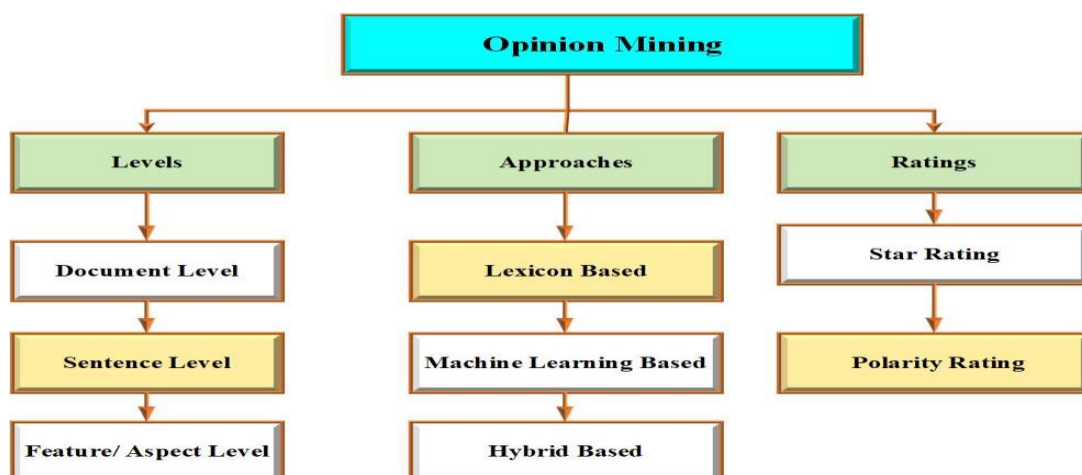 Opinion Mining
Levels
Approaches
Ratings
Document Level
Lexicon Based
Star Rating
Sentence Level
Machine Learning Based
Polarity Rating
Feature/ Aspect Level
Hybrid Based